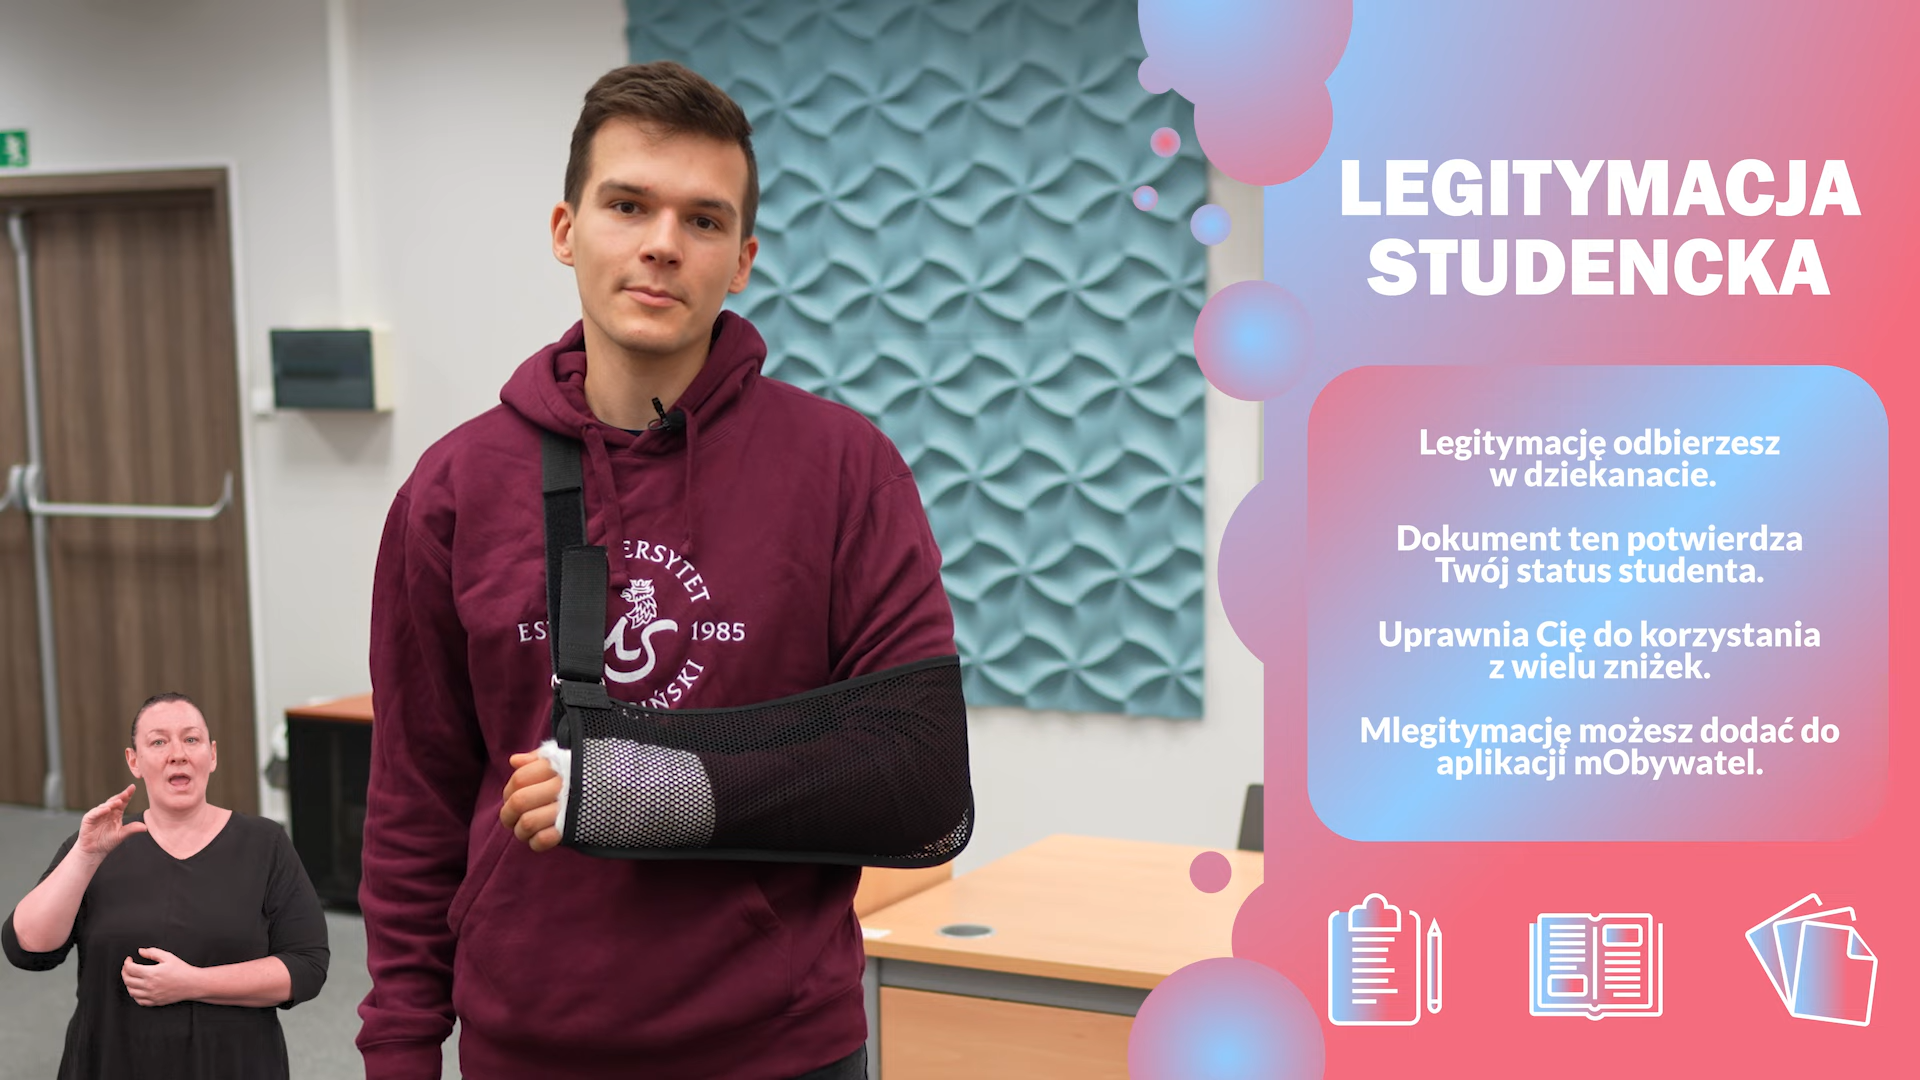 LEGITYMACJA
STUDENCKA
Legitymację odbierzesz
w dziekanacie.
Dokument ten potwierdza
Twój status studenta.
Uprawnia Cię do korzystania
z wielu zniżek.
Mlegitymację możesz dodać do
aplikacji mObywatel.
1985